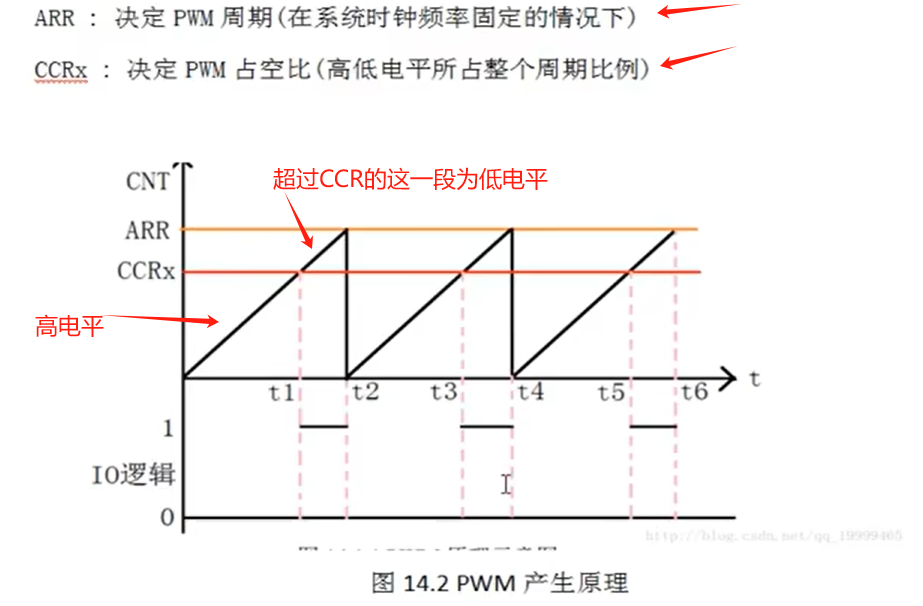 ARR : 决定 PWM 周期(在系统时钟频率固定的情况下)
CCRx : 决定 PWM 占空比(高低电平所占整个周期比例)
超过CCR的这一段为低电平
CNT
ARR
CCRx
高电平
t
t1 t2 t3 t4 t5 t6
1
IO逻辑
0
http://blog.csdn.net/qq_19999465
图 14.2 PWM 产生原理